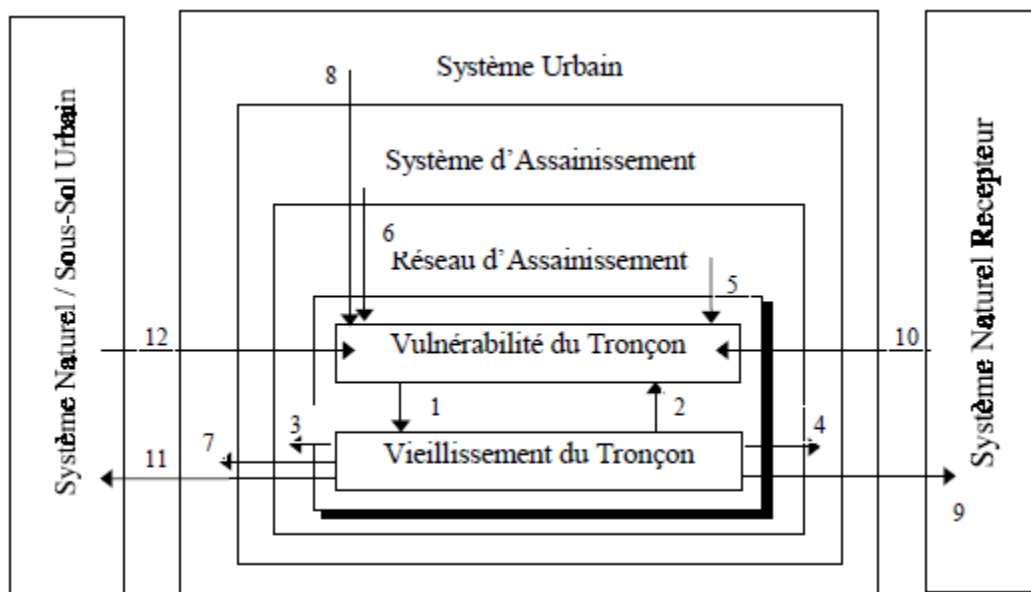 Système Naturel / Sous-Sol Urbain
Système Urbain
8
Système d'Assainissement
6
Réseau d'Assainissement
5
12
Vulnérabilité du Tronçon
10
1
2
3
4
7
11
Vieillissement du Tronçon
9
Système Naturel Recepteur